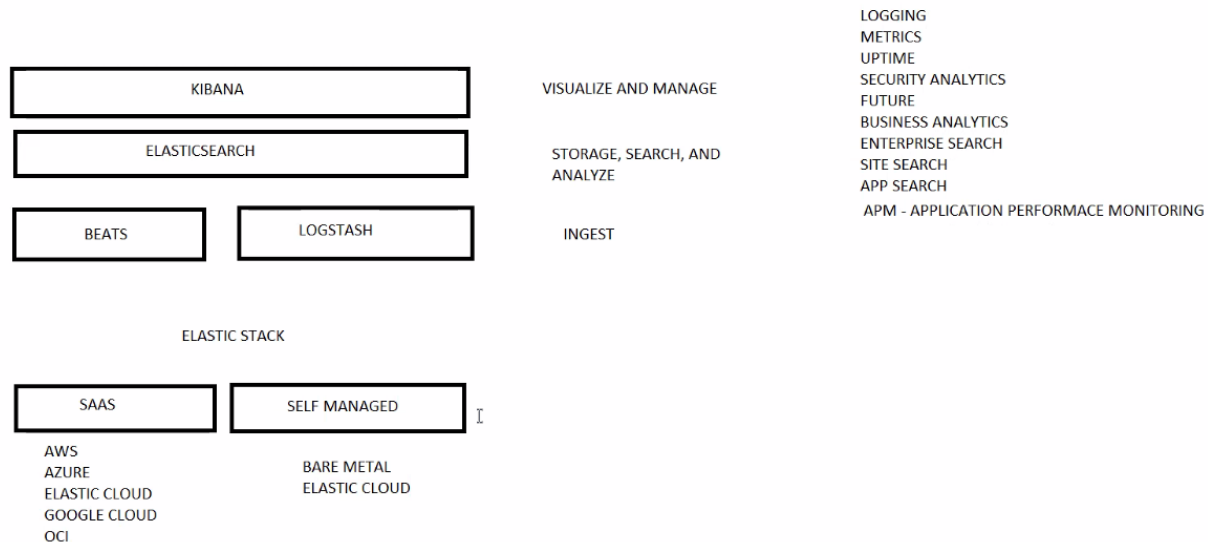 LOGGING
METRICS
UPTIME
SECURITY ANALYTICS
FUTURE
BUSINESS ANALYTICS
ENTERPRISE SEARCH
SITE SEARCH
APP SEARCH
APM - APPLICATION PERFORMACE MONITORING
KIBANA
VISUALIZE AND MANAGE
ELASTICSEARCH
STORAGE, SEARCH, AND
ANALYZE
BEATS
LOGSTASH
INGEST
ELASTIC STACK
SAAS
SELF MANAGED
AWS
AZURE
ELASTIC CLOUD
GOOGLE CLOUD
OCI
BARE METAL
ELASTIC CLOUD